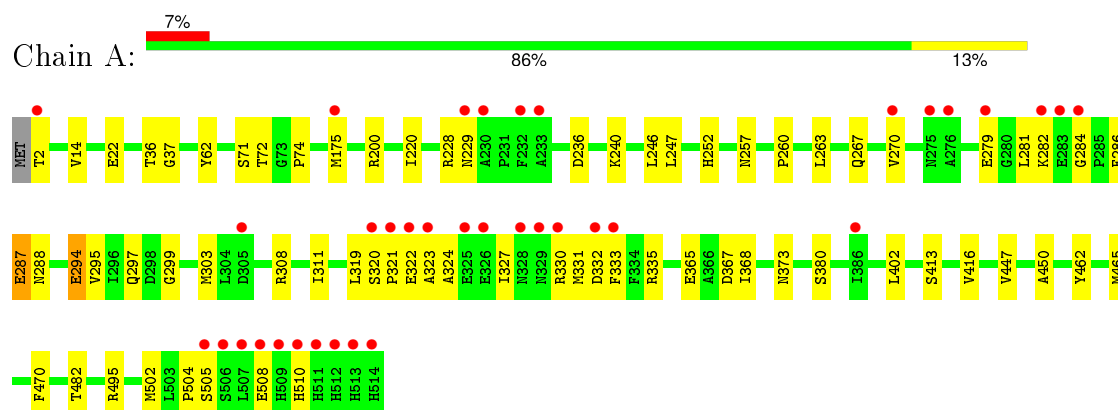 7%
Chain A:
86% 13%
MET T2 V14 E22 T36 G37 Y62 S71 T72 G73 P74 M175 R200 I220 R228 N229 A230 P231 F232 A233 D236 K240 L246 L247 H252 N257 P260 L263 Q267 V270 N275 A276 E279 G280 L281 K282 E283 G284 P285 F286
E287 N288 E294 V295 I296 Q297 D298 G299 M303 L304 D305 R308 I311 L319 S320 P321 E322 A323 A324 E325 E326 I327 N328 N329 R330 M331 D332 F333 F334 R335 E365 A366 D367 I368 N373 S380 I386 L402 S413 V416 V447 A450 Y462 M465
F470 T482 R495 M502 L503 P504 S505 S506 L507 E508 H509 H510 H511 H512 H513 H514